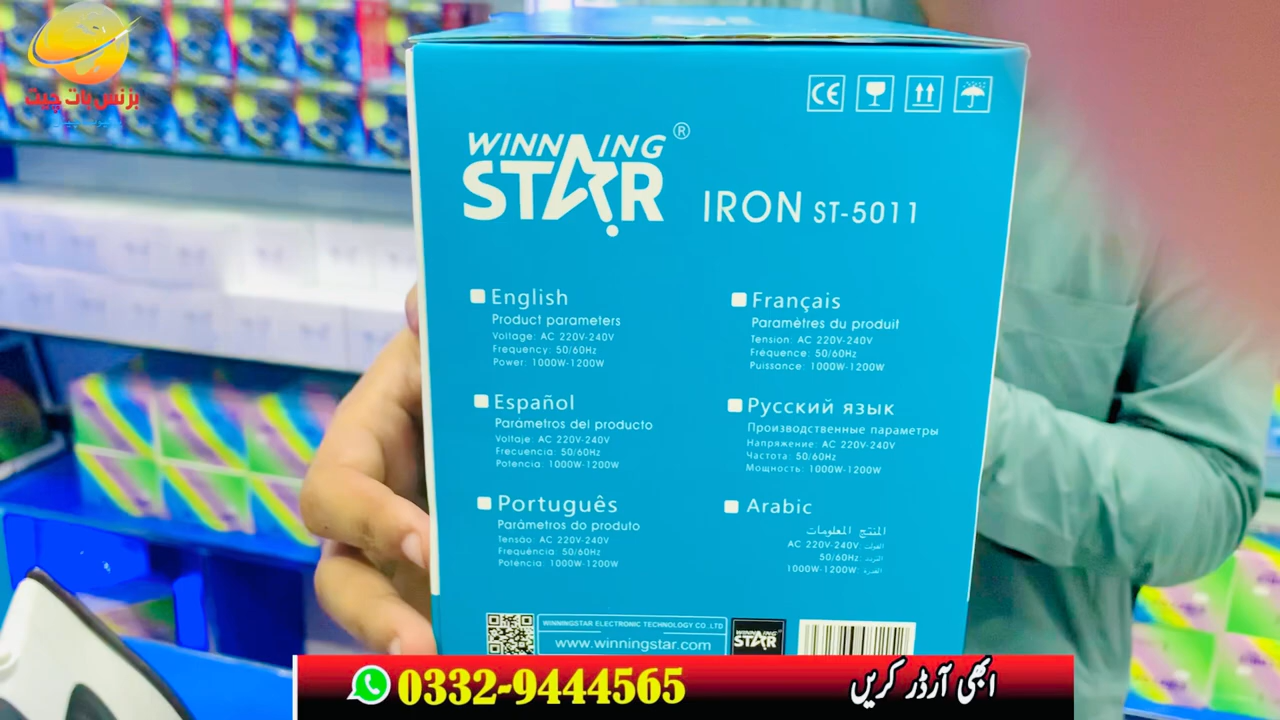 بزنس بات چیت
CE
WINNING ®
STAR
IRON ST-5011
English
Product parameters
Voltage: AC 220V-240V
Frequency: 50/60Hz
Power: 1000W-1200W
Français
Paramètres du produit
Tension: AC 220V-240V
Fréquence: 50/60Hz
Puissance: 1000W-1200W
Español
Parámetros del producto
Voltaje: AC 220V-240V
Frecuencia: 50/60Hz
Potencia: 1000W-1200W
Русский язык
Производственные параметры
Напряжение: AC 220V-240V
Частота: 50/60Hz
Мощность: 1000W-1200W
Português
Parâmetros do produto
Tensão: AC 220V-240V
Frequência: 50/60Hz
Potência: 1000W-1200W
Arabic
المنتج المعلومات
AC 220V-240V: الفولت
50/60Hz: التردد
1000W-1200W: القدرة
WINNINGSTAR ELECTRONIC TECHNOLOGY CO .,LTD
www.winningstar.com
WINNING
STAR
0332-9444565
ابھی آرڈر کریں